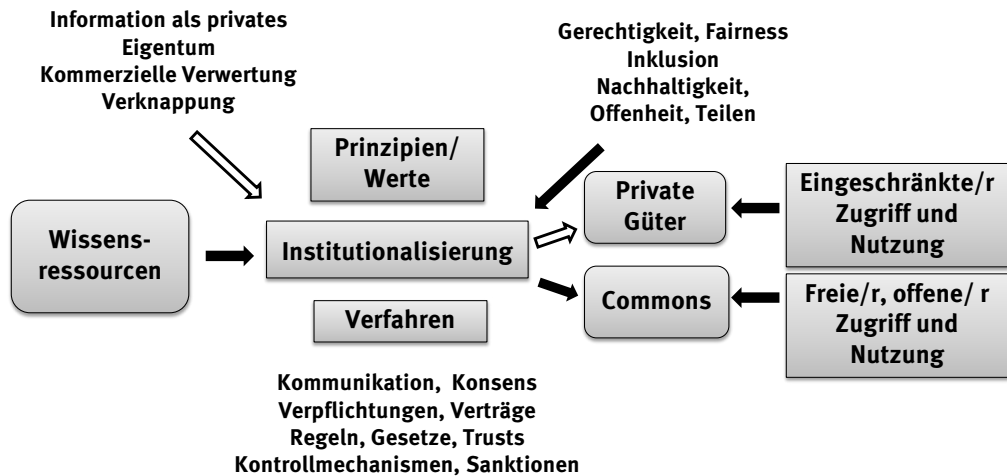 Information als privates
Eigentum
Kommerzielle Verwertung
Verknappung
Gerechtigkeit, Fairness
Inklusion
Nachhaltigkeit,
Offenheit, Teilen
Prinzipien/
Werte
Wissens-
ressourcen
Institutionalisierung
Private
Güter
Eingeschränkte/r
Zugriff und
Nutzung
Verfahren
Commons
Freie/r, offene/ r
Zugriff und
Nutzung
Kommunikation, Konsens
Verpflichtungen, Verträge
Regeln, Gesetze, Trusts
Kontrollmechanismen, Sanktionen